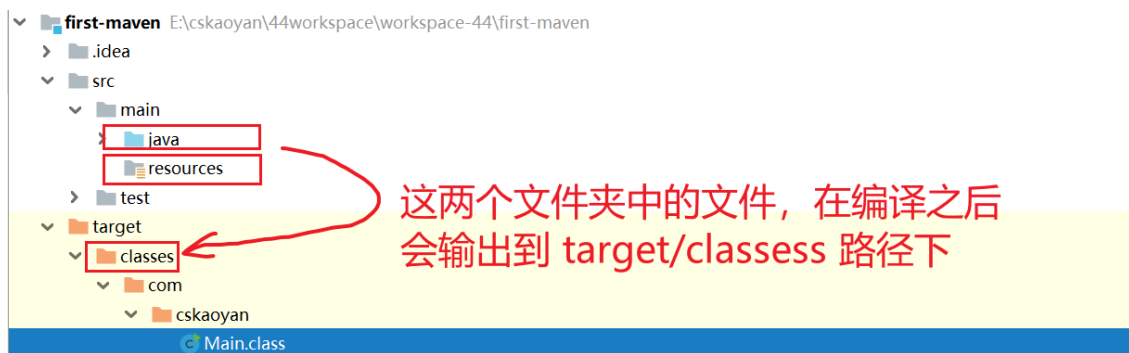 first-maven E:\cskaoyan\44workspace\workspace-44\first-maven
.idea
src
main
java
resources
test
target
classes
com
cskaoyan
Main.class
这两个文件夹中的文件，在编译之后
会输出到 target/classess 路径下